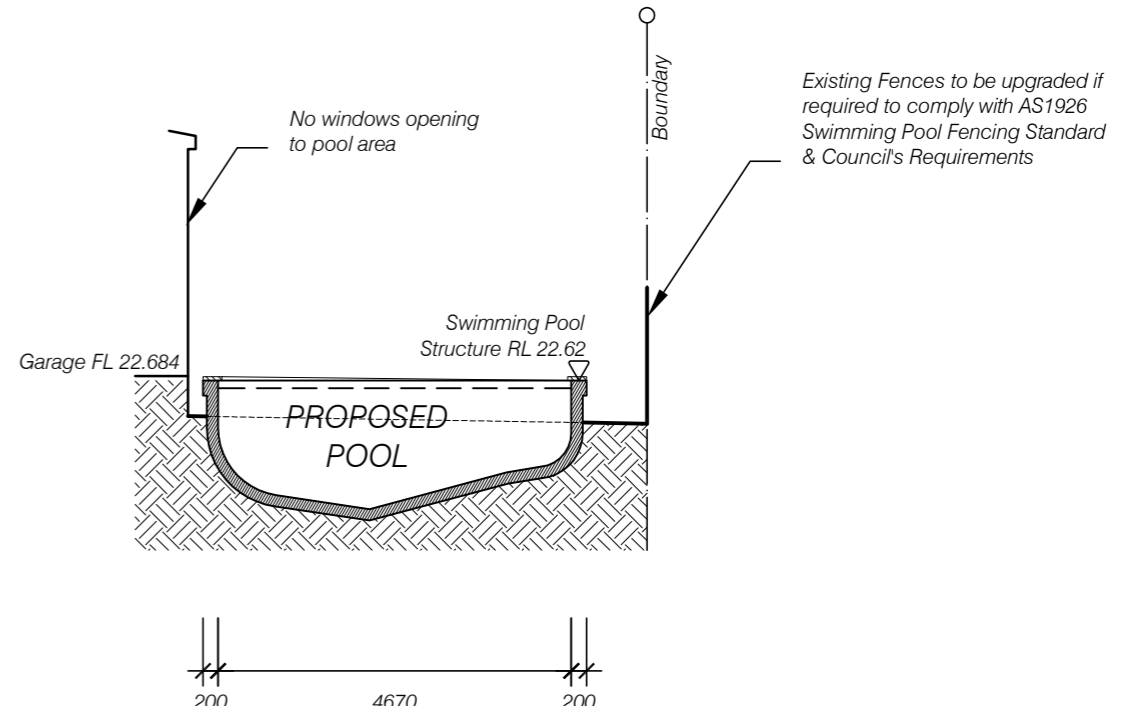 Boundary
Existing Fences to be upgraded if
required to comply with AS1926
Swimming Pool Fencing Standard
& Council's Requirements
No windows opening
to pool area
Swimming Pool
Structure RL 22.62
Garage FL 22.684
PROPOSED
POOL
200
4670
200